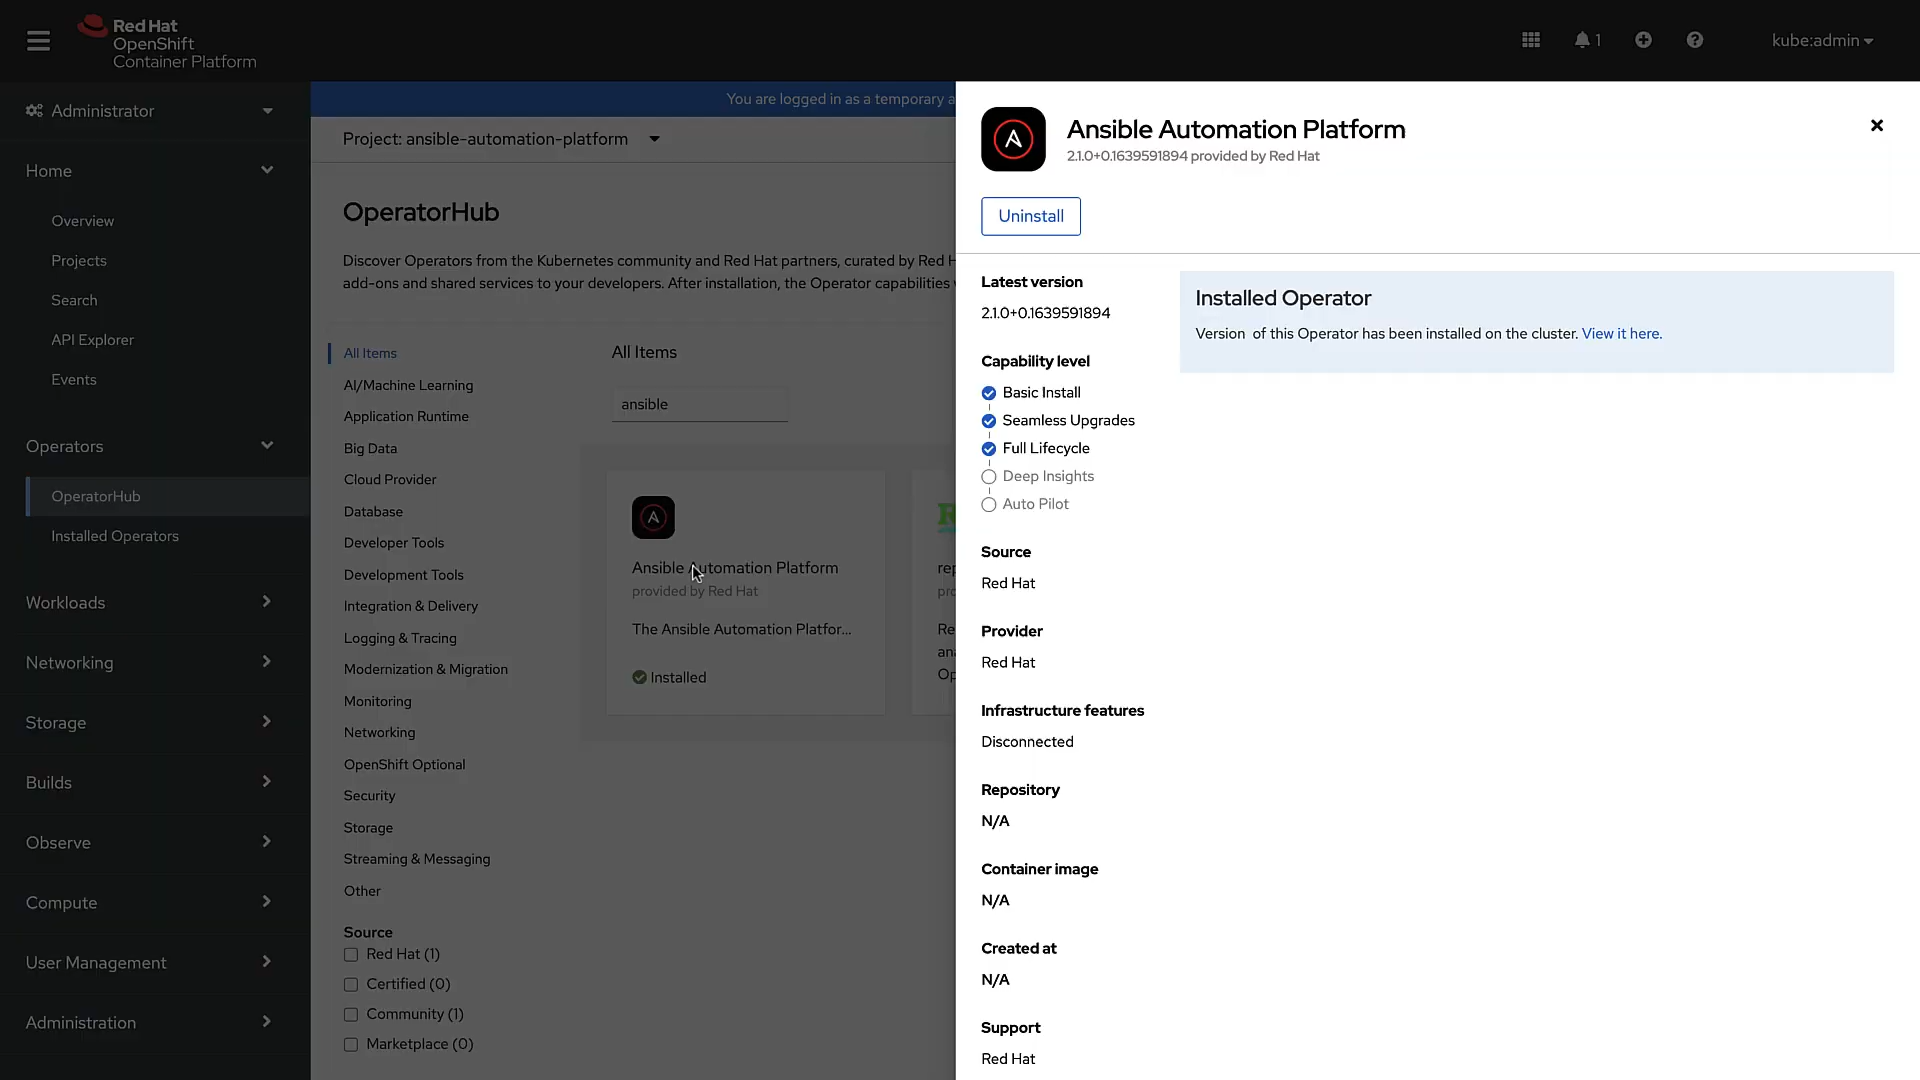 Red Hat
OpenShift
Container Platform
1
kube:admin
Administrator
Home
Overview
Projects
Search
API Explorer
Events
Operators
OperatorHub
Installed Operators
Workloads
Networking
Storage
Builds
Observe
Compute
User Management
Administration
You are logged in as a temporary a
Project: ansible-automation-platform
OperatorHub
Discover Operators from the Kubernetes community and Red Hat partners, curated by Red H
add-ons and shared services to your developers. After installation, the Operator capabilities
All Items
AI/Machine Learning
Application Runtime
Big Data
Cloud Provider
Database
Developer Tools
Development Tools
Integration & Delivery
Logging & Tracing
Modernization & Migration
Monitoring
Networking
OpenShift Optional
Security
Storage
Streaming & Messaging
Other
Source
Red Hat (1)
Certified (0)
Community (1)
Marketplace (0)
All Items
ansible
Ansible Automation Platform
provided by Red Hat
The Ansible Automation Platfor...
Installed
R
rep
pro
Re
ana
Op
Ansible Automation Platform
2.1.0+0.1639591894 provided by Red Hat
Uninstall
Latest version
2.1.0+0.1639591894
Capability level
Basic Install
Seamless Upgrades
Full Lifecycle
Deep Insights
Auto Pilot
Source
Red Hat
Provider
Red Hat
Infrastructure features
Disconnected
Repository
N/A
Container image
N/A
Created at
N/A
Support
Red Hat
Installed Operator
Version of this Operator has been installed on the cluster. View it here.